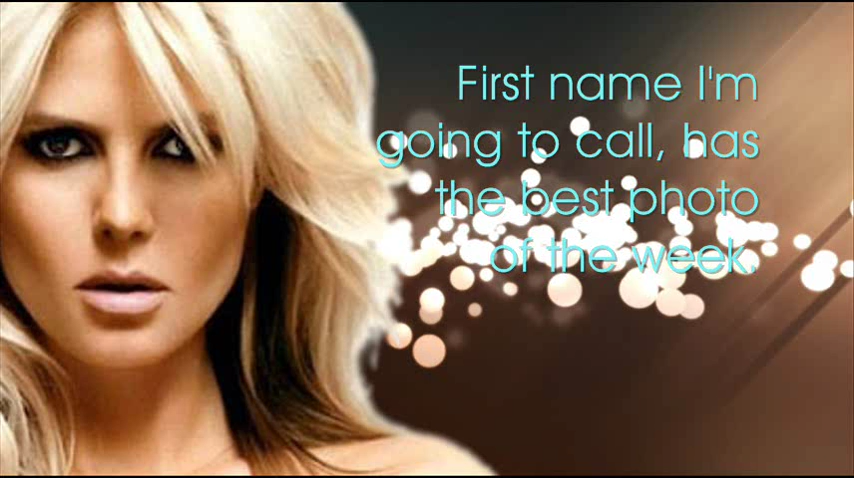 First name I'm
going to call, has
the best photo
of the week.